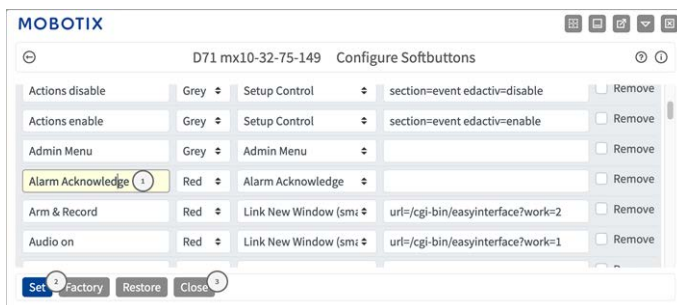 MOBOTIX
D71 mx10-32-75-149 Configure Softbuttons
Actions disable Grey Setup Control section=event edactiv=disable Remove
Actions enable Grey Setup Control section=event edactiv=enable Remove
Admin Menu Grey Admin Menu Remove
Alarm Acknowledge 1 Red Alarm Acknowledge Remove
Arm & Record Red Link New Window (sma url=/cgi-bin/easyinterface?work=2 Remove
Audio on Red Link New Window (sma url=/cgi-bin/easyinterface?work=1 Remove
Set 2 Factory Restore Close 3